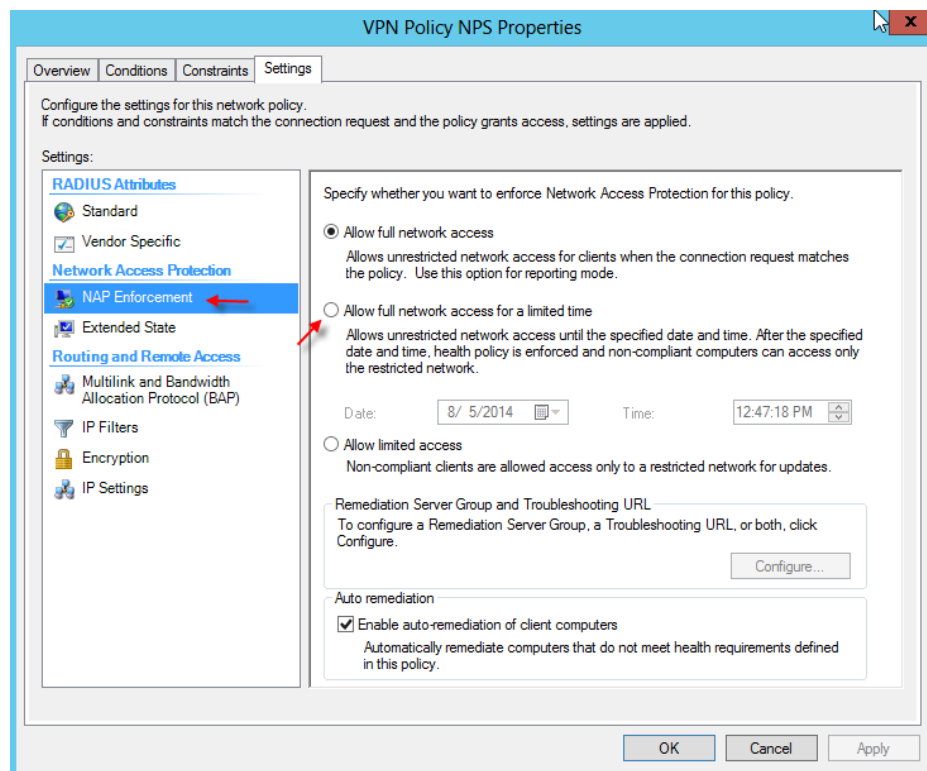 VPN Policy NPS Properties
x
Overview
Conditions
Constraints
Settings
Configure the settings for this network policy.
If conditions and constraints match the connection request and the policy grants access, settings are applied.
Settings:
RADIUS Attributes
Standard
Vendor Specific
Network Access Protection
NAP Enforcement
Extended State
Routing and Remote Access
Multilink and Bandwidth
Allocation Protocol (BAP)
IP Filters
Encryption
IP Settings
Specify whether you want to enforce Network Access Protection for this policy.
Allow full network access
Allows unrestricted network access for clients when the connection request matches
the policy. Use this option for reporting mode.
Allow full network access for a limited time
Allows unrestricted network access until the specified date and time. After the specified
date and time, health policy is enforced and non-compliant computers can access only
the restricted network.
Date: 8/ 5/2014 Time: 12:47:18 PM
Allow limited access
Non-compliant clients are allowed access only to a restricted network for updates.
Remediation Server Group and Troubleshooting URL
To configure a Remediation Server Group, a Troubleshooting URL, or both, click
Configure.
Configure...
Auto remediation
Enable auto-remediation of client computers
Automatically remediate computers that do not meet health requirements defined
in this policy.
OK
Cancel
Apply